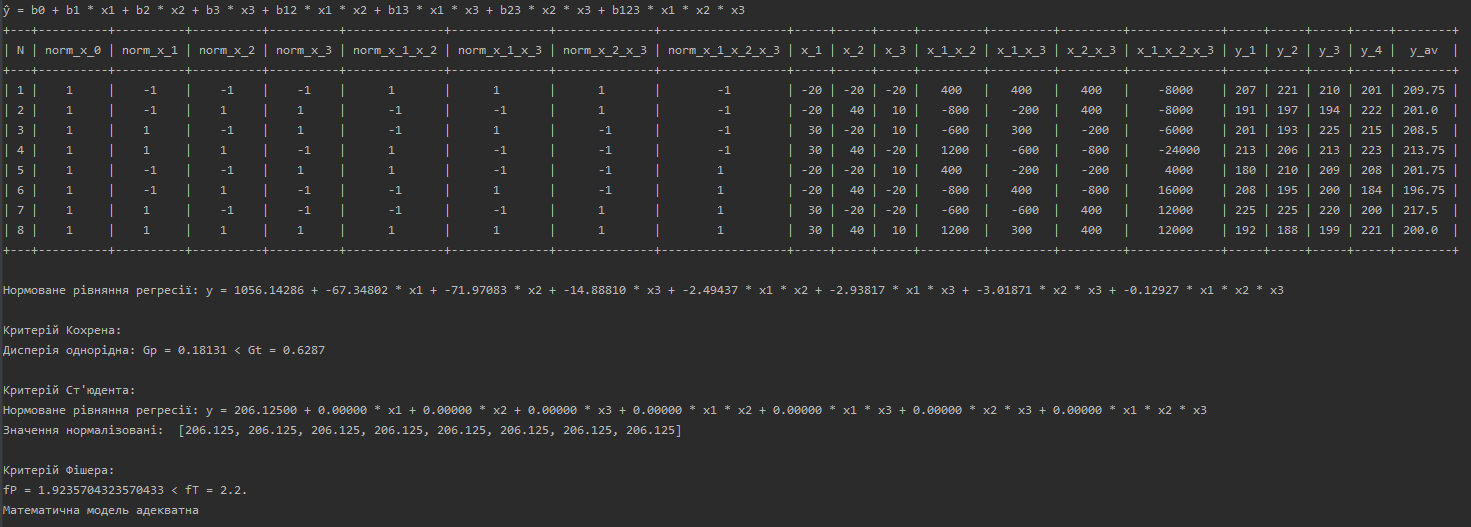 ŷ = b0 + b1 * x1 + b2 * x2 + b3 * x3 + b12 * x1 * x2 + b13 * x1 * x3 + b23 * x2 * x3 + b123 * x1 * x2 * x3
+---+----------+----------+----------+----------+--------------+--------------+--------------+------------------+-----+-----+-----+---------+---------+---------+-------------+-----+-----+-----+-----+--------+
| N | norm_x_0 | norm_x_1 | norm_x_2 | norm_x_3 | norm_x_1_x_2 | norm_x_1_x_3 | norm_x_2_x_3 | norm_x_1_x_2_x_3 | x_1 | x_2 | x_3 | x_1_x_2 | x_1_x_3 | x_2_x_3 | x_1_x_2_x_3 | y_1 | y_2 | y_3 | y_4 | y_av |
+---+----------+----------+----------+----------+--------------+--------------+--------------+------------------+-----+-----+-----+---------+---------+---------+-------------+-----+-----+-----+-----+--------+
| 1 | 1 | -1 | -1 | -1 | 1 | 1 | 1 | -1 | -20 | -20 | -20 | 400 | 400 | 400 | -8000 | 207 | 221 | 210 | 201 | 209.75 |
| 2 | 1 | -1 | 1 | 1 | -1 | -1 | 1 | -1 | -20 | 40 | 10 | -800 | -200 | 400 | -8000 | 191 | 197 | 194 | 222 | 201.0 |
| 3 | 1 | 1 | -1 | 1 | -1 | 1 | -1 | -1 | 30 | -20 | 10 | -600 | 300 | -200 | -6000 | 201 | 193 | 225 | 215 | 208.5 |
| 4 | 1 | 1 | 1 | -1 | 1 | -1 | -1 | -1 | 30 | 40 | -20 | 1200 | -600 | -800 | -24000 | 213 | 206 | 213 | 223 | 213.75 |
| 5 | 1 | -1 | -1 | 1 | 1 | -1 | -1 | 1 | -20 | -20 | 10 | 400 | -200 | -200 | 4000 | 180 | 210 | 209 | 208 | 201.75 |
| 6 | 1 | -1 | 1 | -1 | -1 | 1 | -1 | 1 | -20 | 40 | -20 | -800 | 400 | -800 | 16000 | 208 | 195 | 200 | 184 | 196.75 |
| 7 | 1 | 1 | -1 | -1 | -1 | -1 | 1 | 1 | 30 | -20 | -20 | -600 | -600 | 400 | 12000 | 225 | 225 | 220 | 200 | 217.5 |
| 8 | 1 | 1 | 1 | 1 | 1 | 1 | 1 | 1 | 30 | 40 | 10 | 1200 | 300 | 400 | 12000 | 192 | 188 | 199 | 221 | 200.0 |
+---+----------+----------+----------+----------+--------------+--------------+--------------+------------------+-----+-----+-----+---------+---------+---------+-------------+-----+-----+-----+-----+--------+
Нормоване рівняння регресії: y = 1056.14286 + -67.34802 * x1 + -71.97083 * x2 + -14.88810 * x3 + -2.49437 * x1 * x2 + -2.93817 * x1 * x3 + -3.01871 * x2 * x3 + -0.12927 * x1 * x2 * x3
Критерій Кохрена:
Дисперія однорідна: Gp = 0.18131 < Gt = 0.6287
Критерій Ст'юдента:
Нормоване рівняння регресії: y = 206.12500 + 0.00000 * x1 + 0.00000 * x2 + 0.00000 * x3 + 0.00000 * x1 * x2 + 0.00000 * x1 * x3 + 0.00000 * x2 * x3 + 0.00000 * x1 * x2 * x3
Значення нормалізовані: [206.125, 206.125, 206.125, 206.125, 206.125, 206.125, 206.125, 206.125]
Критерій Фішера:
fP = 1.9235704323570433 < fT = 2.2.
Математична модель адекватна